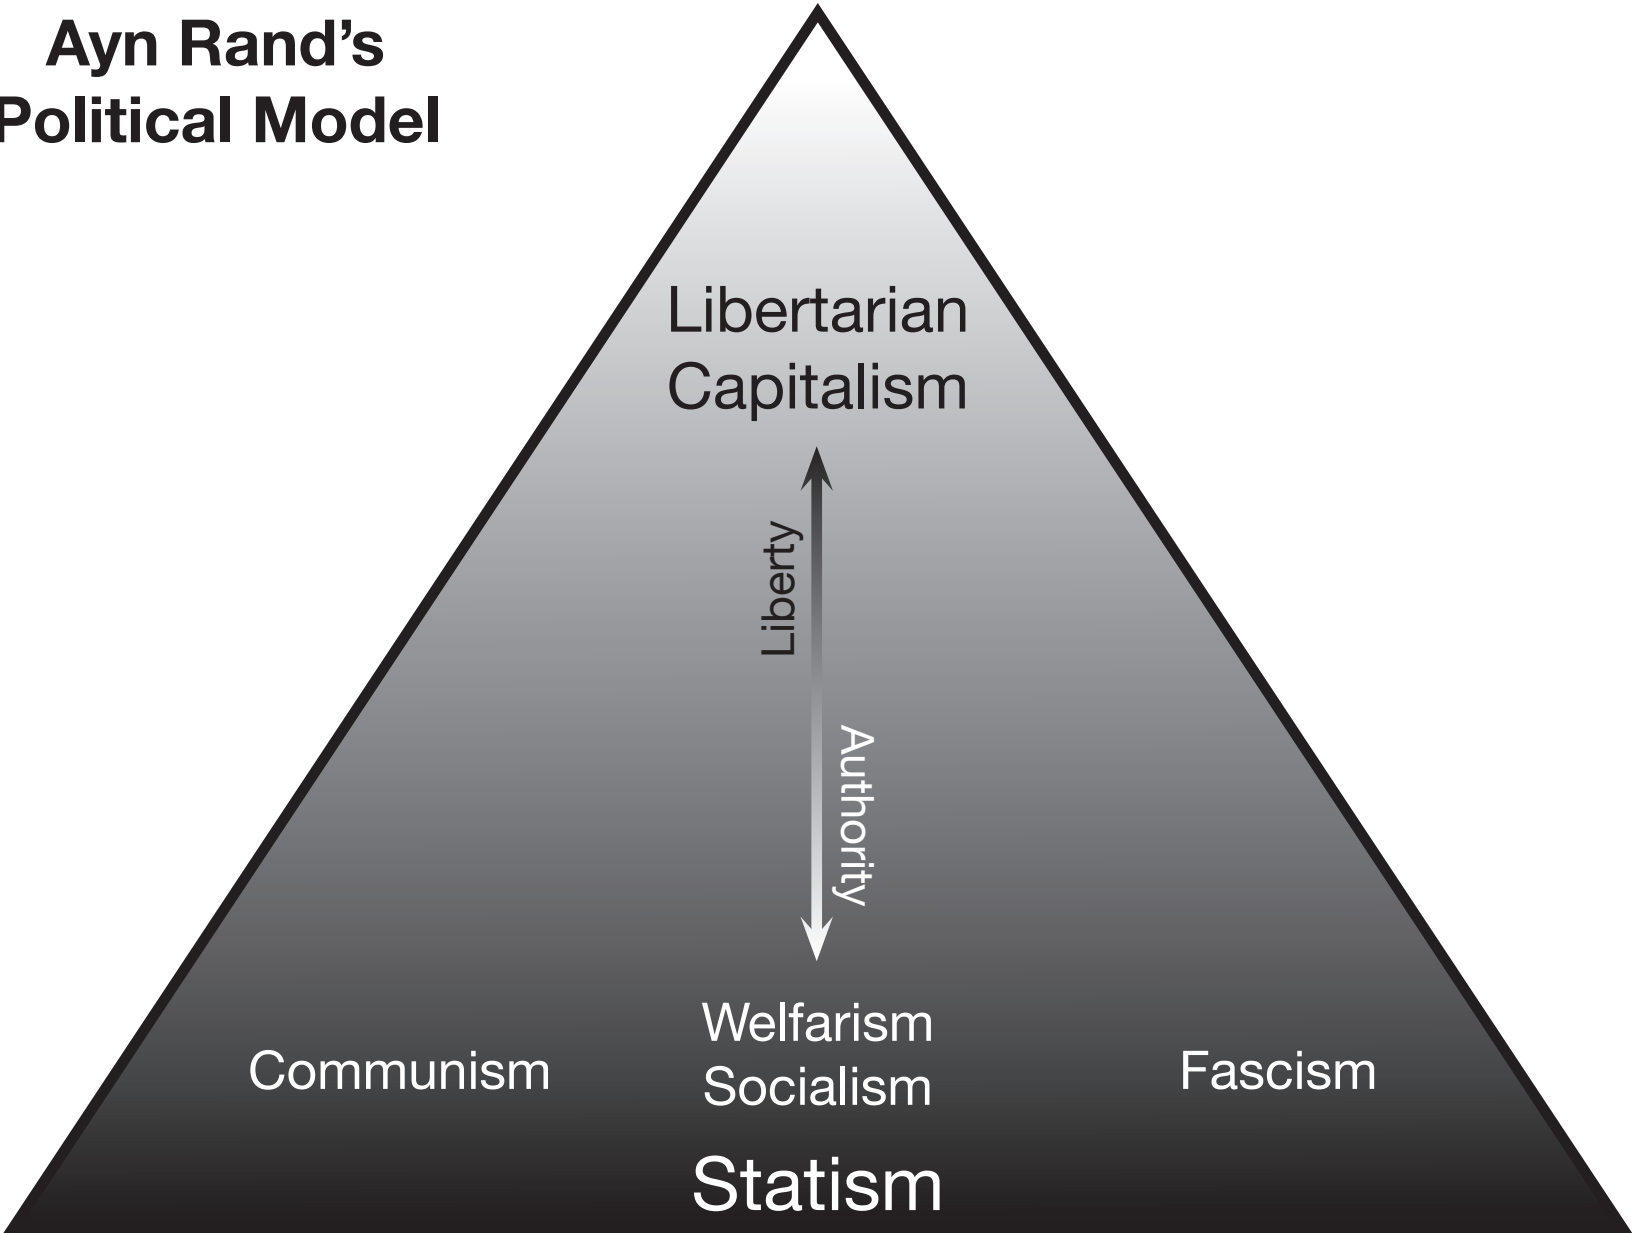 Ayn Rand’s
Political Model
Libertarian
Capitalism
Liberty
Authority
Welfarism
Socialism
Communism
Fascism
Statism